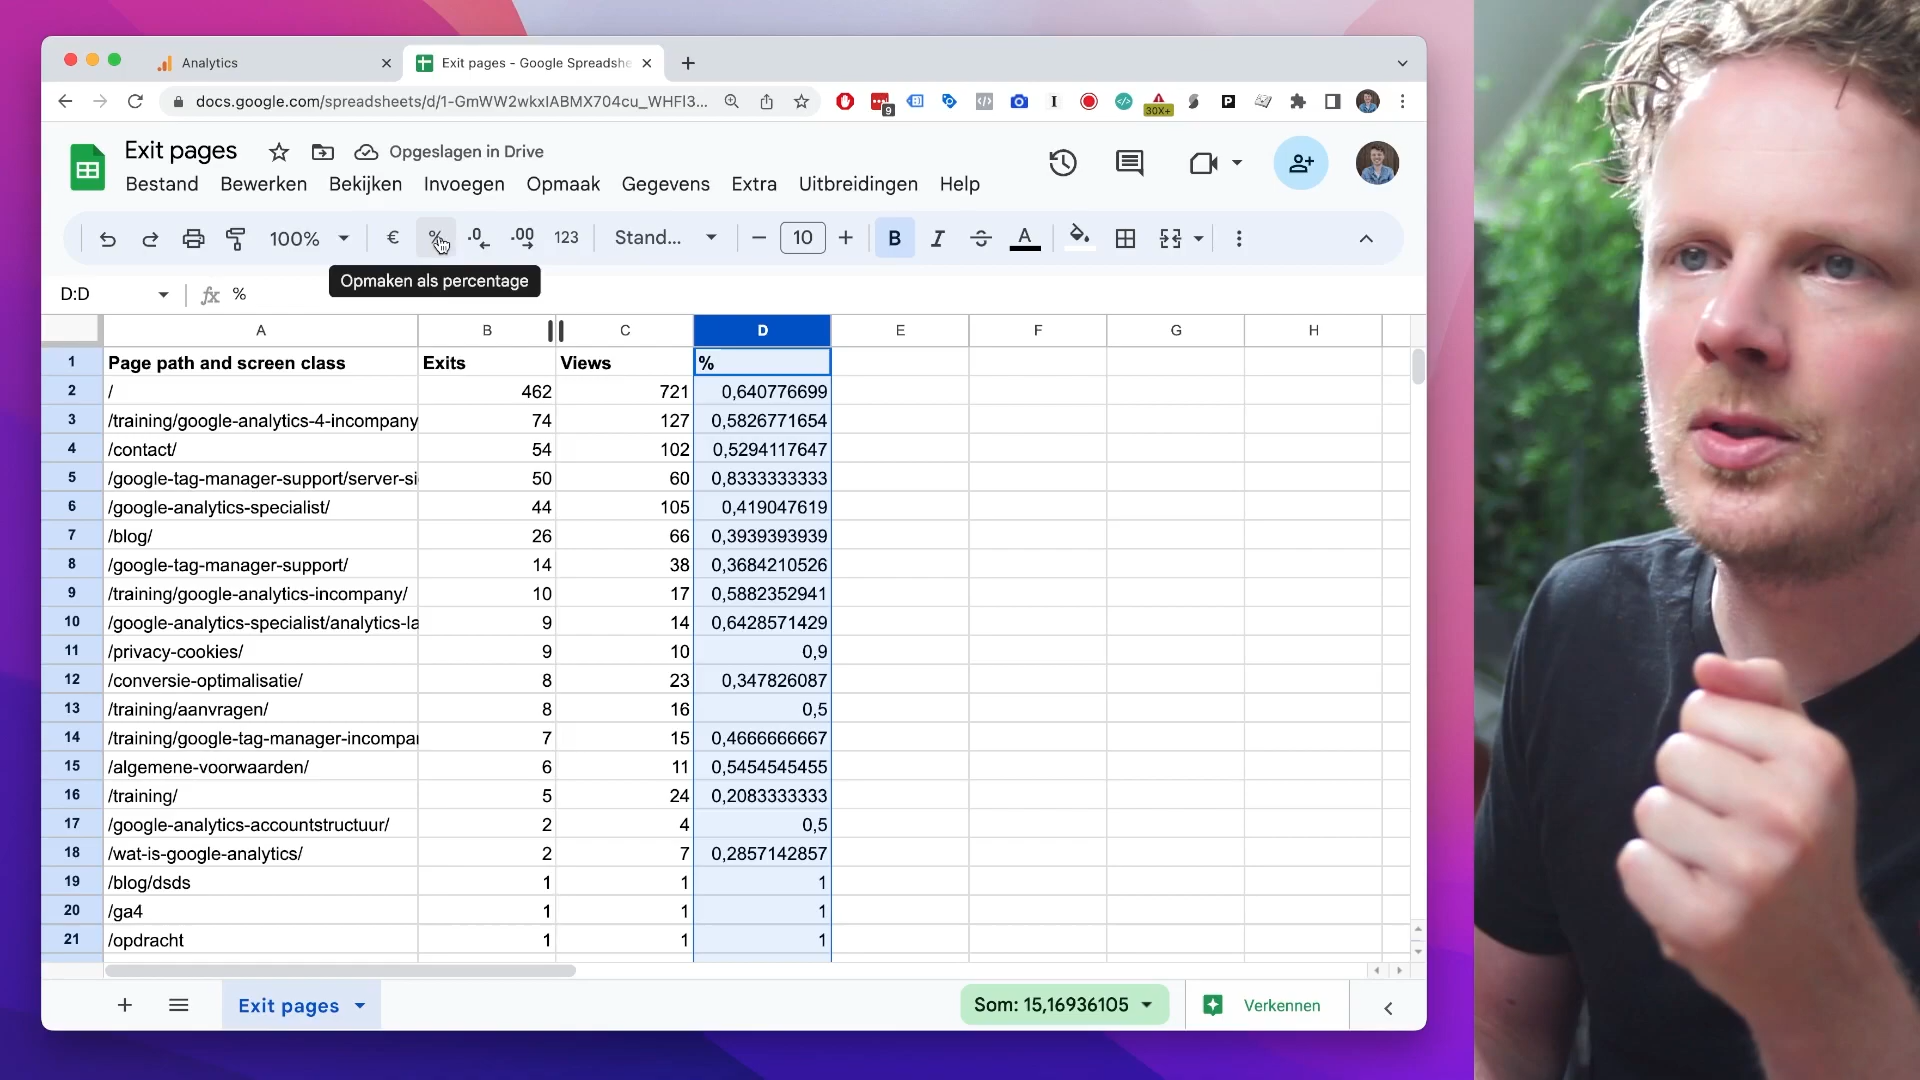 Analytics
Exit pages - Google Spreadshe
docs.google.com/spreadsheets/d/1-GmWW2wkxIABMX704cu_WHFI3...
9
30X+
Exit pages
Opgeslagen in Drive
Bestand Bewerken Bekijken Invoegen Opmaak Gegevens Extra Uitbreidingen Help
100% € % .0 .00 123 Stand... 10 B I S A
Opmaken als percentage
D:D fx %
A B C D E F G H
1 Page path and screen class Exits Views %
2 / 462 721 0,640776699
3 /training/google-analytics-4-incompany 74 127 0,5826771654
4 /contact/ 54 102 0,5294117647
5 /google-tag-manager-support/server-si 50 60 0,8333333333
6 /google-analytics-specialist/ 44 105 0,419047619
7 /blog/ 26 66 0,3939393939
8 /google-tag-manager-support/ 14 38 0,3684210526
9 /training/google-analytics-incompany/ 10 17 0,5882352941
10 /google-analytics-specialist/analytics-la 9 14 0,6428571429
11 /privacy-cookies/ 9 10 0,9
12 /conversie-optimalisatie/ 8 23 0,347826087
13 /training/aanvragen/ 8 16 0,5
14 /training/google-tag-manager-incompan 7 15 0,4666666667
15 /algemene-voorwaarden/ 6 11 0,5454545455
16 /training/ 5 24 0,2083333333
17 /google-analytics-accountstructuur/ 2 4 0,5
18 /wat-is-google-analytics/ 2 7 0,2857142857
19 /blog/dsds 1 1 1
20 /ga4 1 1 1
21 /opdracht 1 1 1
Exit pages Som: 15,16936105 Verkennen